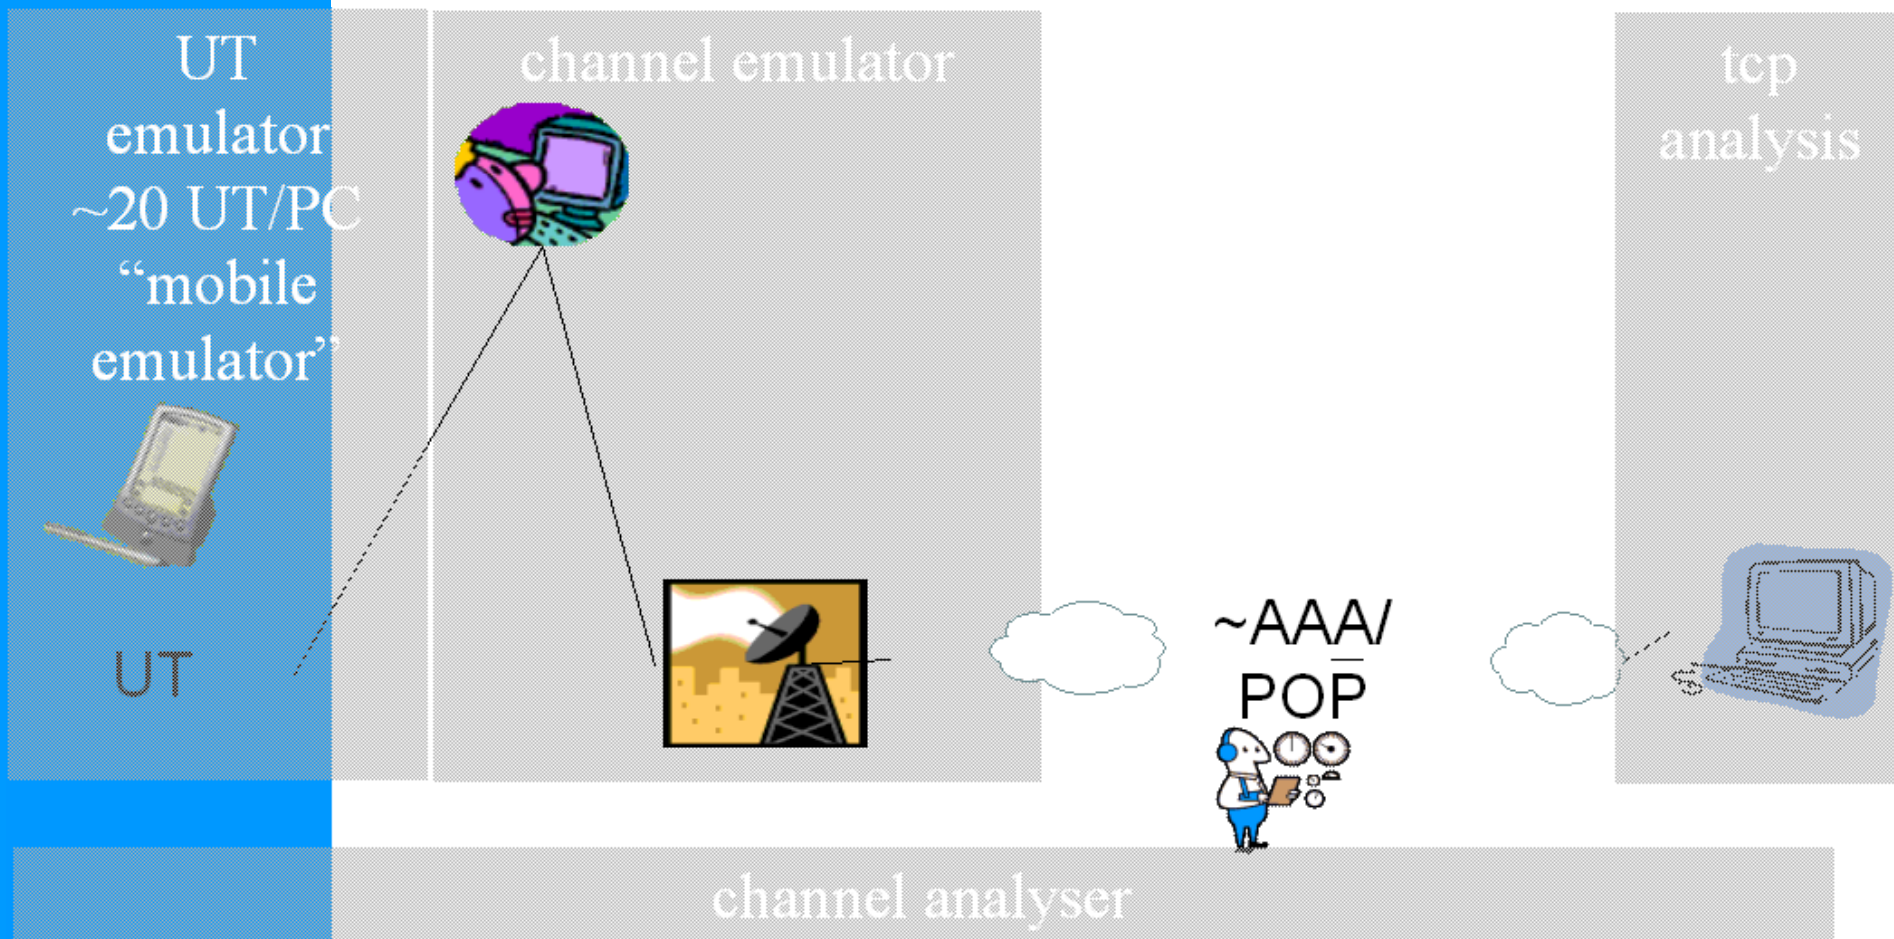 UT
emulator
~20 UT/PC
“mobile
emulator”
UT
channel emulator
~AAA/
POP
tcp
analysis
channel analyser